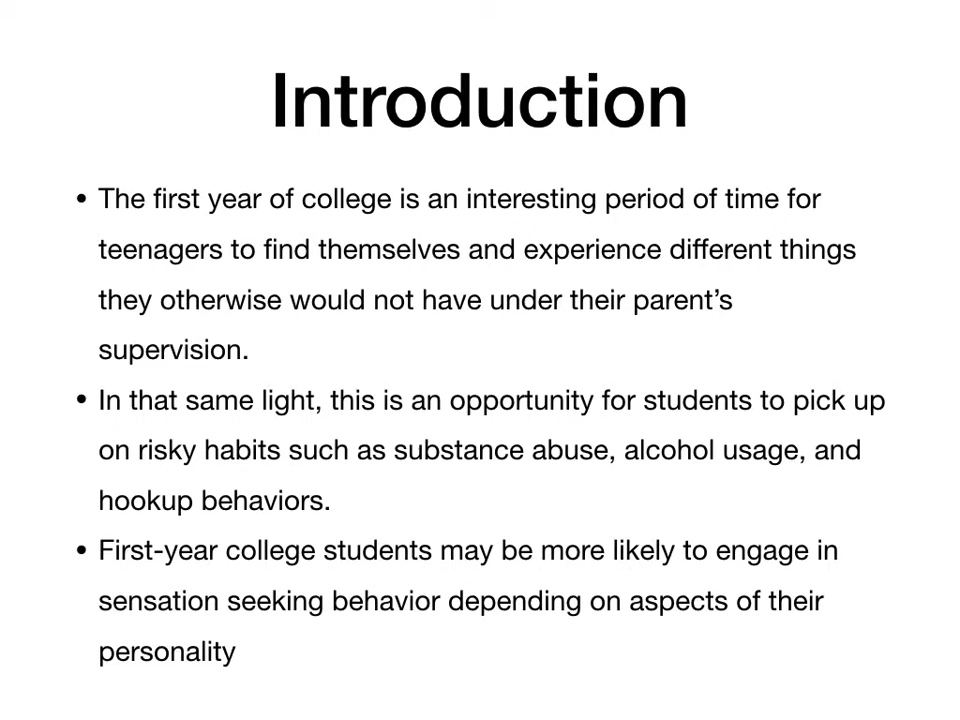 Introduction
• The first year of college is an interesting period of time for
teenagers to find themselves and experience different things
they otherwise would not have under their parent’s
supervision.
• In that same light, this is an opportunity for students to pick up
on risky habits such as substance abuse, alcohol usage, and
hookup behaviors.
• First-year college students may be more likely to engage in
sensation seeking behavior depending on aspects of their
personality